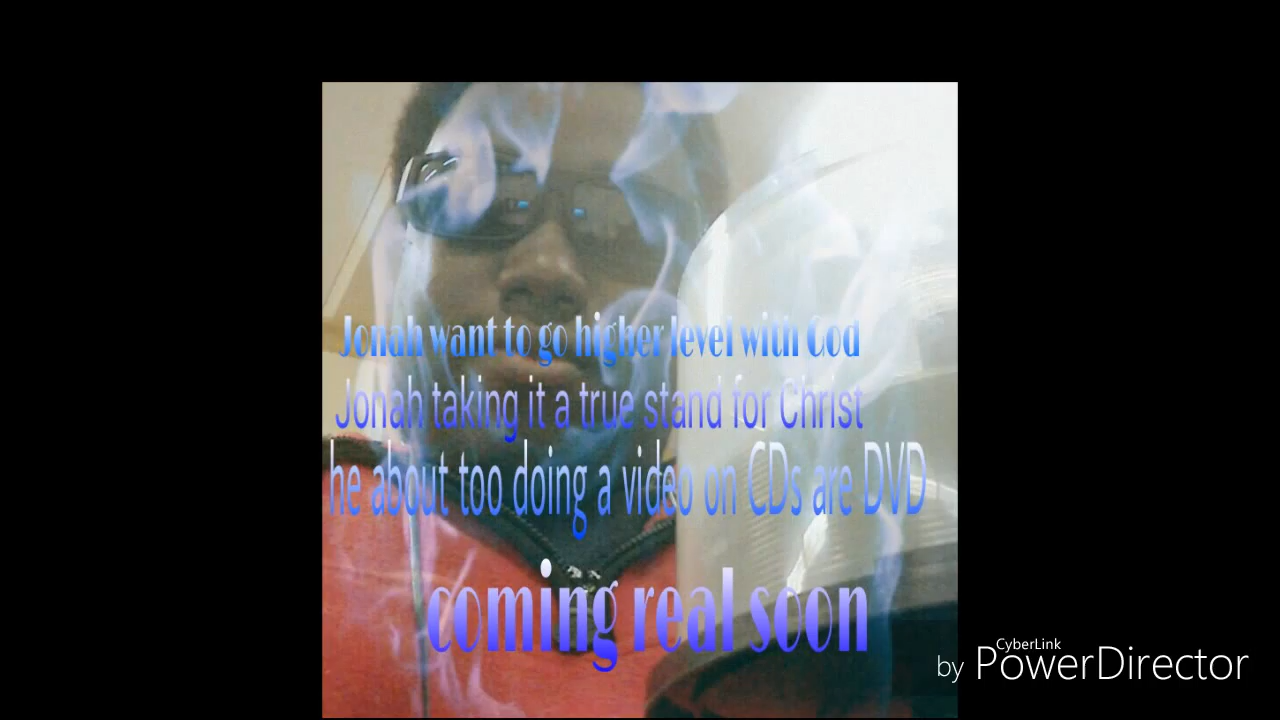 Jonah want to go higher level with God
Jonah taking it a true stand for Christ
he about too doing a video on CDs are DVD
coming real soon
CyberLink
by PowerDirector